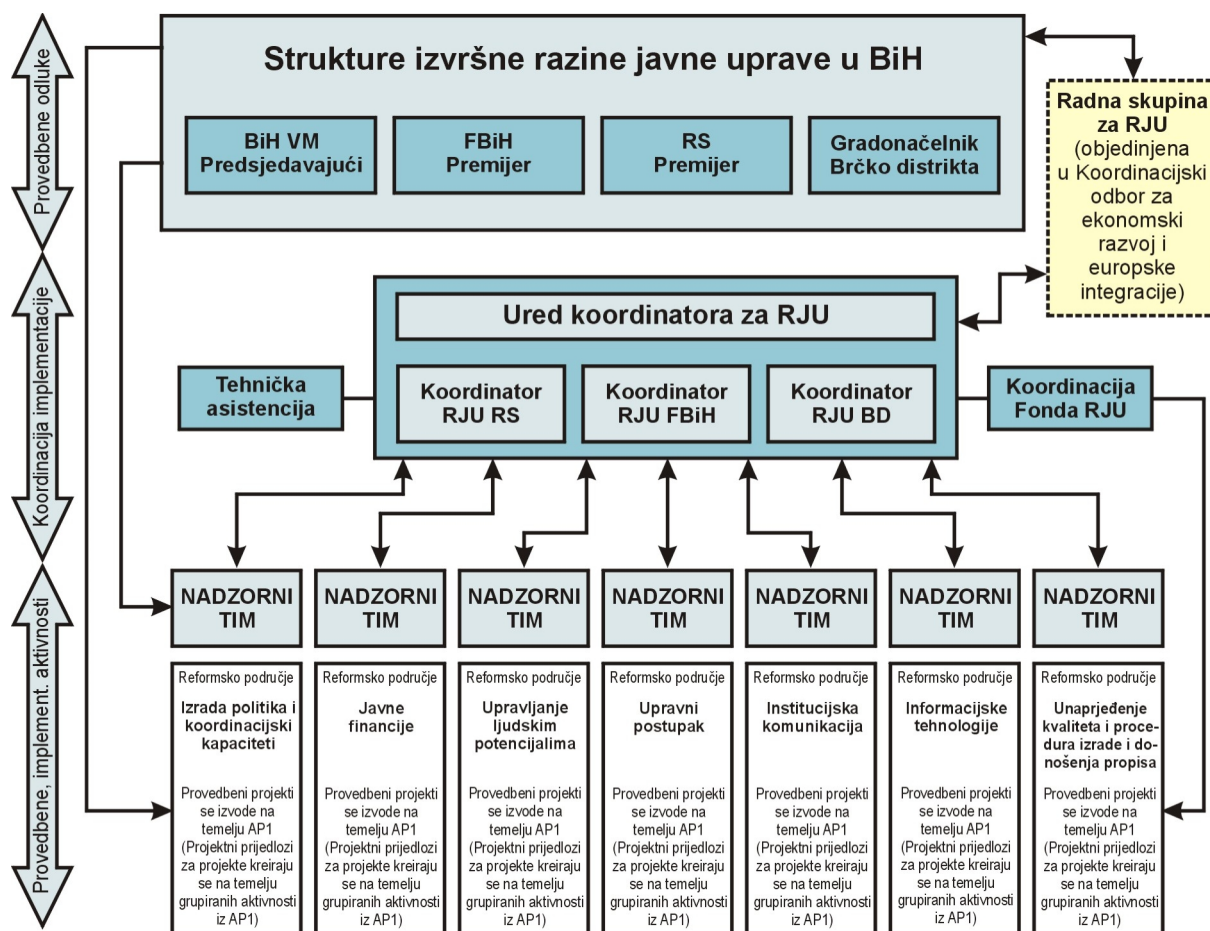 Provedbene odluke
Strukture izvršne razine javne uprave u BiH
BiH VM
Predsjedavajući
FBiH
Premijer
RS
Premijer
Gradonačelnik
Brčko distrikta
Radna skupina
za RJU
(objedinjena
u Koordinacijski
odbor za
ekonomski
razvoj i
europske
integracije)
Koordinacija implementacije
Ured koordinatora za RJU
Tehnička
asistencija
Koordinator
RJU RS
Koordinator
RJU FBiH
Koordinator
RJU BD
Koordinacija
Fonda RJU
Provedbene, implement. aktivnosti
NADZORNI
TIM
NADZORNI
TIM
NADZORNI
TIM
NADZORNI
TIM
NADZORNI
TIM
NADZORNI
TIM
NADZORNI
TIM
Reformsko područje
Izrada politika i
koordinacijski
kapaciteti
Provedbeni projekti
se izvode na
temelju AP1
(Projektni prijedlozi
za projekte kreiraju
se na temelju
grupiranih aktivnosti
iz AP1)
Reformsko područje
Javne
financije
Provedbeni projekti
se izvode na
temelju AP1
(Projektni prijedlozi
za projekte kreiraju
se na temelju
grupiranih aktivnosti
iz AP1)
Reformsko područje
Upravljanje
ljudskim
potencijalima
Provedbeni projekti
se izvode na
temelju AP1
(Projektni prijedlozi
za projekte kreiraju
se na temelju
grupiranih aktivnosti
iz AP1)
Reformsko područje
Upravni
postupak
Provedbeni projekti
se izvode na
temelju AP1
(Projektni prijedlozi
za projekte kreiraju
se na temelju
grupiranih aktivnosti
iz AP1)
Reformsko područje
Institucijska
komunikacija
Provedbeni projekti
se izvode na
temelju AP1
(Projektni prijedlozi
za projekte kreiraju
se na temelju
grupiranih aktivnosti
iz AP1)
Reformsko područje
Informacijske
tehnologije
Provedbeni projekti
se izvode na
temelju AP1
(Projektni prijedlozi
za projekte kreiraju
se na temelju
grupiranih aktivnosti
iz AP1)
Reformsko područje
Unaprjeđenje
kvaliteta i proce-
dura izrade i do-
nošenja propisa
Provedbeni projekti
se izvode na
temelju AP1
(Projektni prijedlozi
za projekte kreiraju
se na temelju
grupiranih aktivnosti
iz AP1)